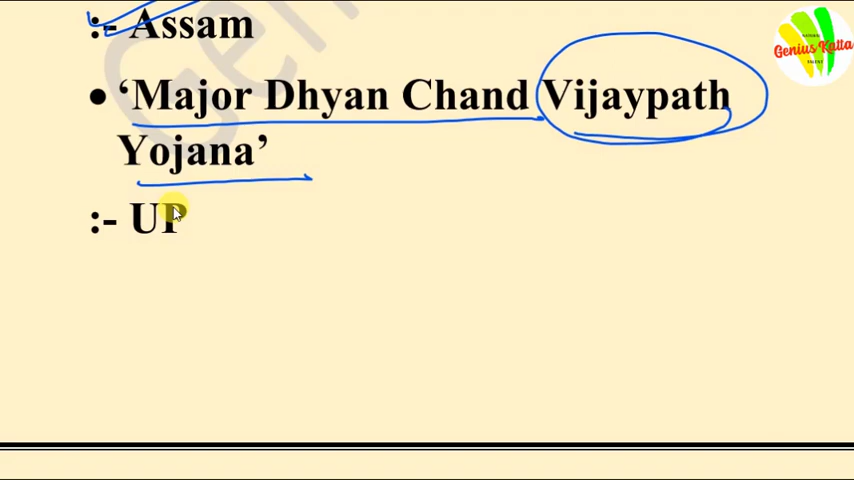 :- Assam
• ‘Major Dhyan Chand Vijaypath
Yojana’
:- UP
Genius Katta